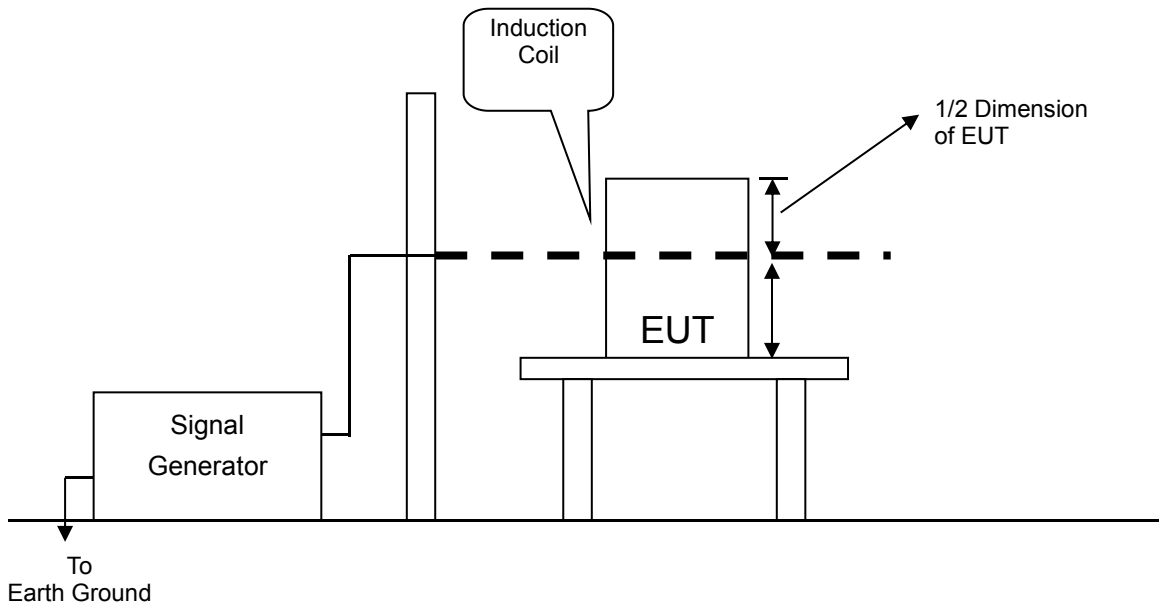 Induction
Coil
1/2 Dimension
of EUT
EUT
Signal
Generator
To
Earth Ground